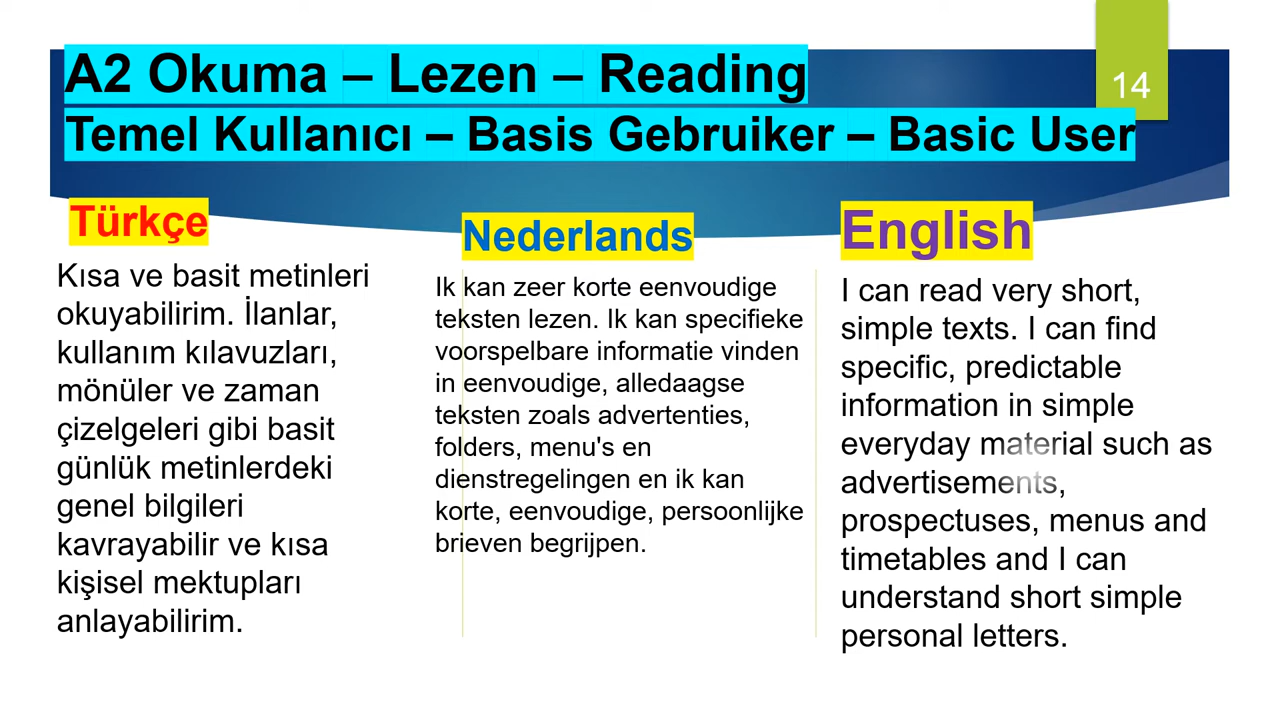 14
A2 Okuma – Lezen – Reading
Temel Kullanıcı – Basis Gebruiker – Basic User
Türkçe
Kısa ve basit metinleri
okuyabilirim. İlanlar,
kullanım kılavuzları,
mönüler ve zaman
çizelgeleri gibi basit
günlük metinlerdeki
genel bilgileri
kavrayabilir ve kısa
kişisel mektupları
anlayabilirim.
Nederlands
Ik kan zeer korte eenvoudige
teksten lezen. Ik kan specifieke
voorspelbare informatie vinden
in eenvoudige, alledaagse
teksten zoals advertenties,
folders, menu's en
dienstregelingen en ik kan
korte, eenvoudige, persoonlijke
brieven begrijpen.
English
I can read very short,
simple texts. I can find
specific, predictable
information in simple
everyday material such as
advertisements,
prospectuses, menus and
timetables and I can
understand short simple
personal letters.